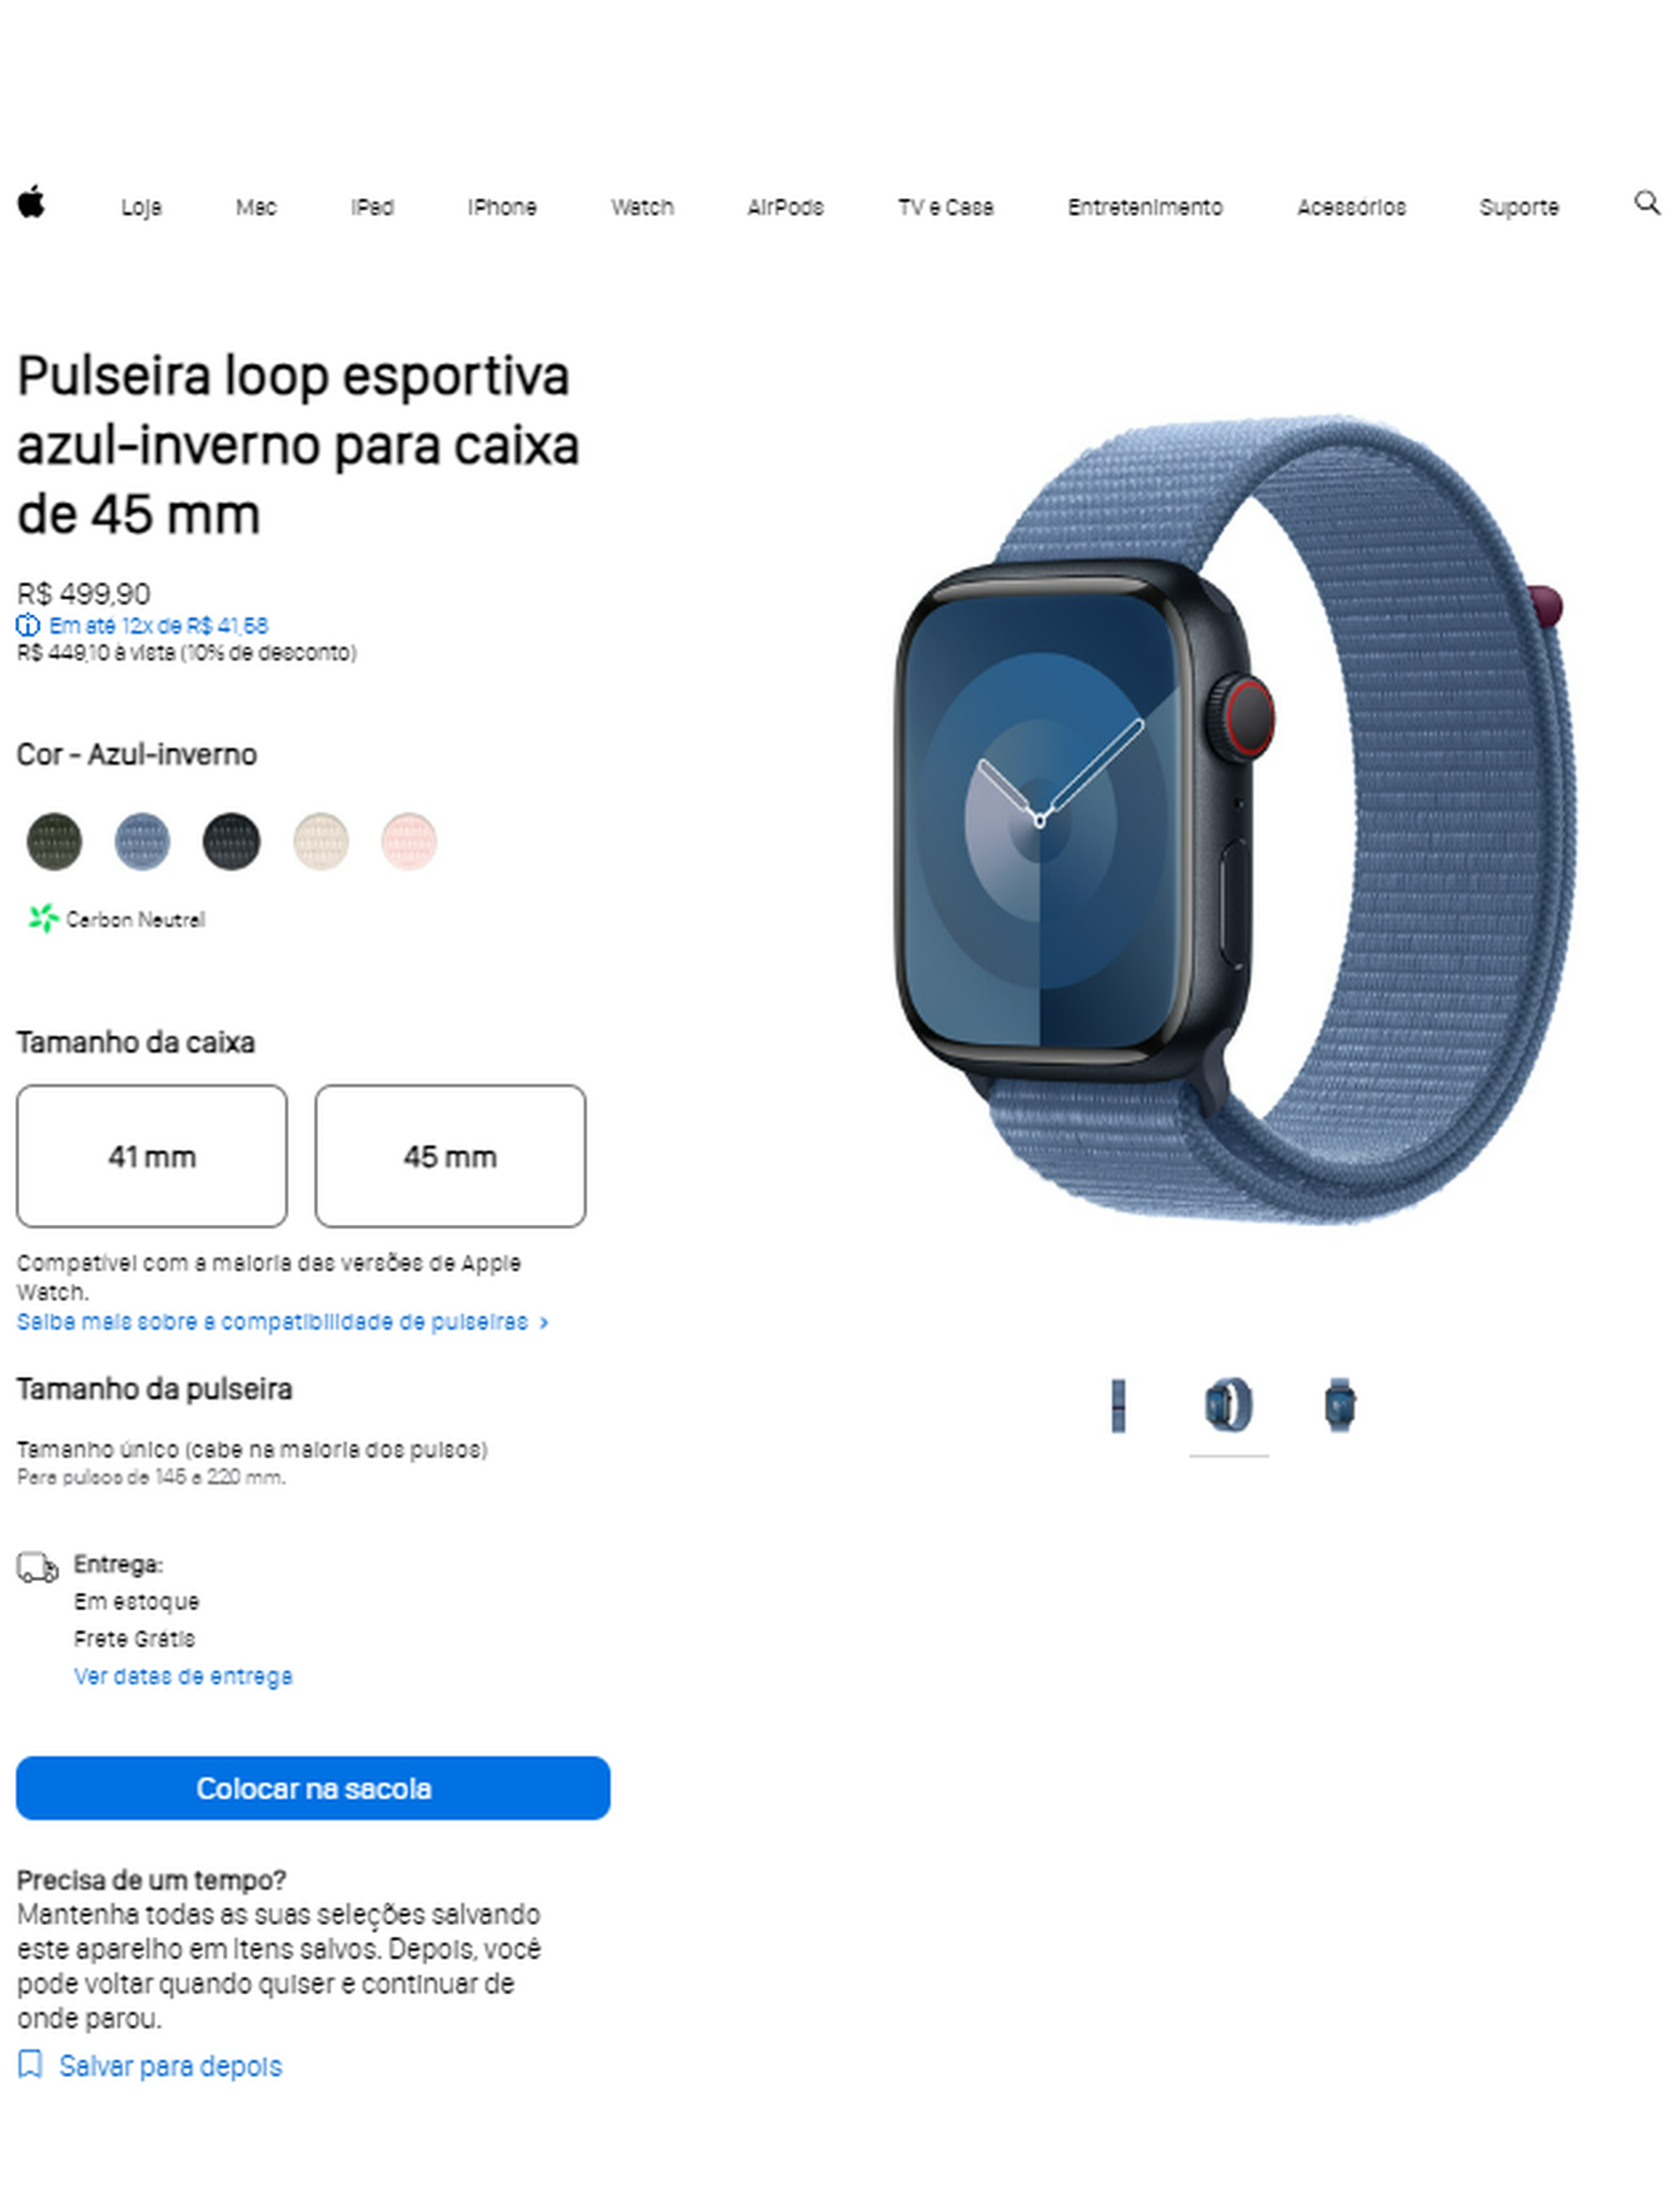 Loja Mac iPad iPhone Watch AirPods TV e Casa Entretenimento Acessórios Suporte
Pulseira loop esportiva
azul-inverno para caixa
de 45 mm
R$ 499,90
Em até 12x de R$ 41,58
R$ 449,10 à vista (10% de desconto)
Cor - Azul-inverno
Carbon Neutral
Tamanho da caixa
41 mm 45 mm
Compatível com a maioria das versões de Apple
Watch.
Saiba mais sobre a compatibilidade de pulseiras >
Tamanho da pulseira
Tamanho único (cabe na maioria dos pulsos)
Para pulsos de 145 a 220 mm.
Entrega:
Em estoque
Frete Grátis
Ver datas de entrega
Colocar na sacola
Precisa de um tempo?
Mantenha todas as suas seleções salvando
este aparelho em Itens salvos. Depois, você
pode voltar quando quiser e continuar de
onde parou.
Salvar para depois